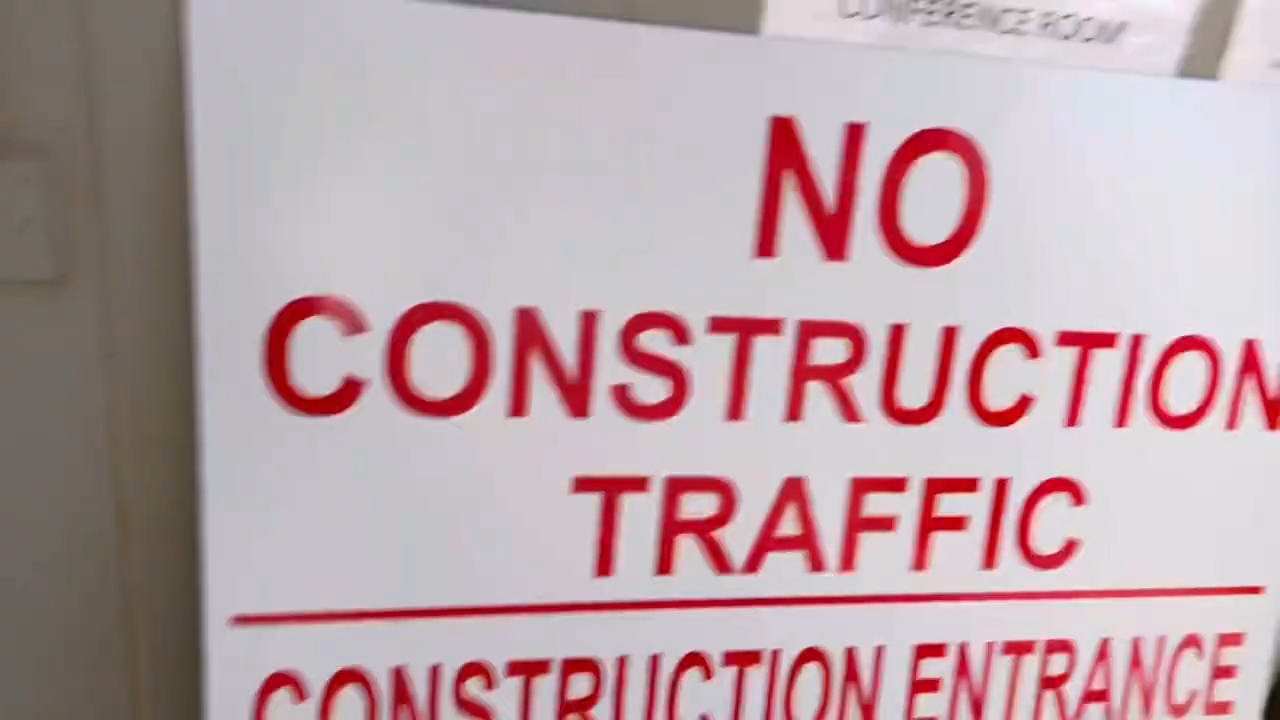 CONFERENCE ROOM
NO
CONSTRUCTION
TRAFFIC
CONSTRUCTION ENTRANCE